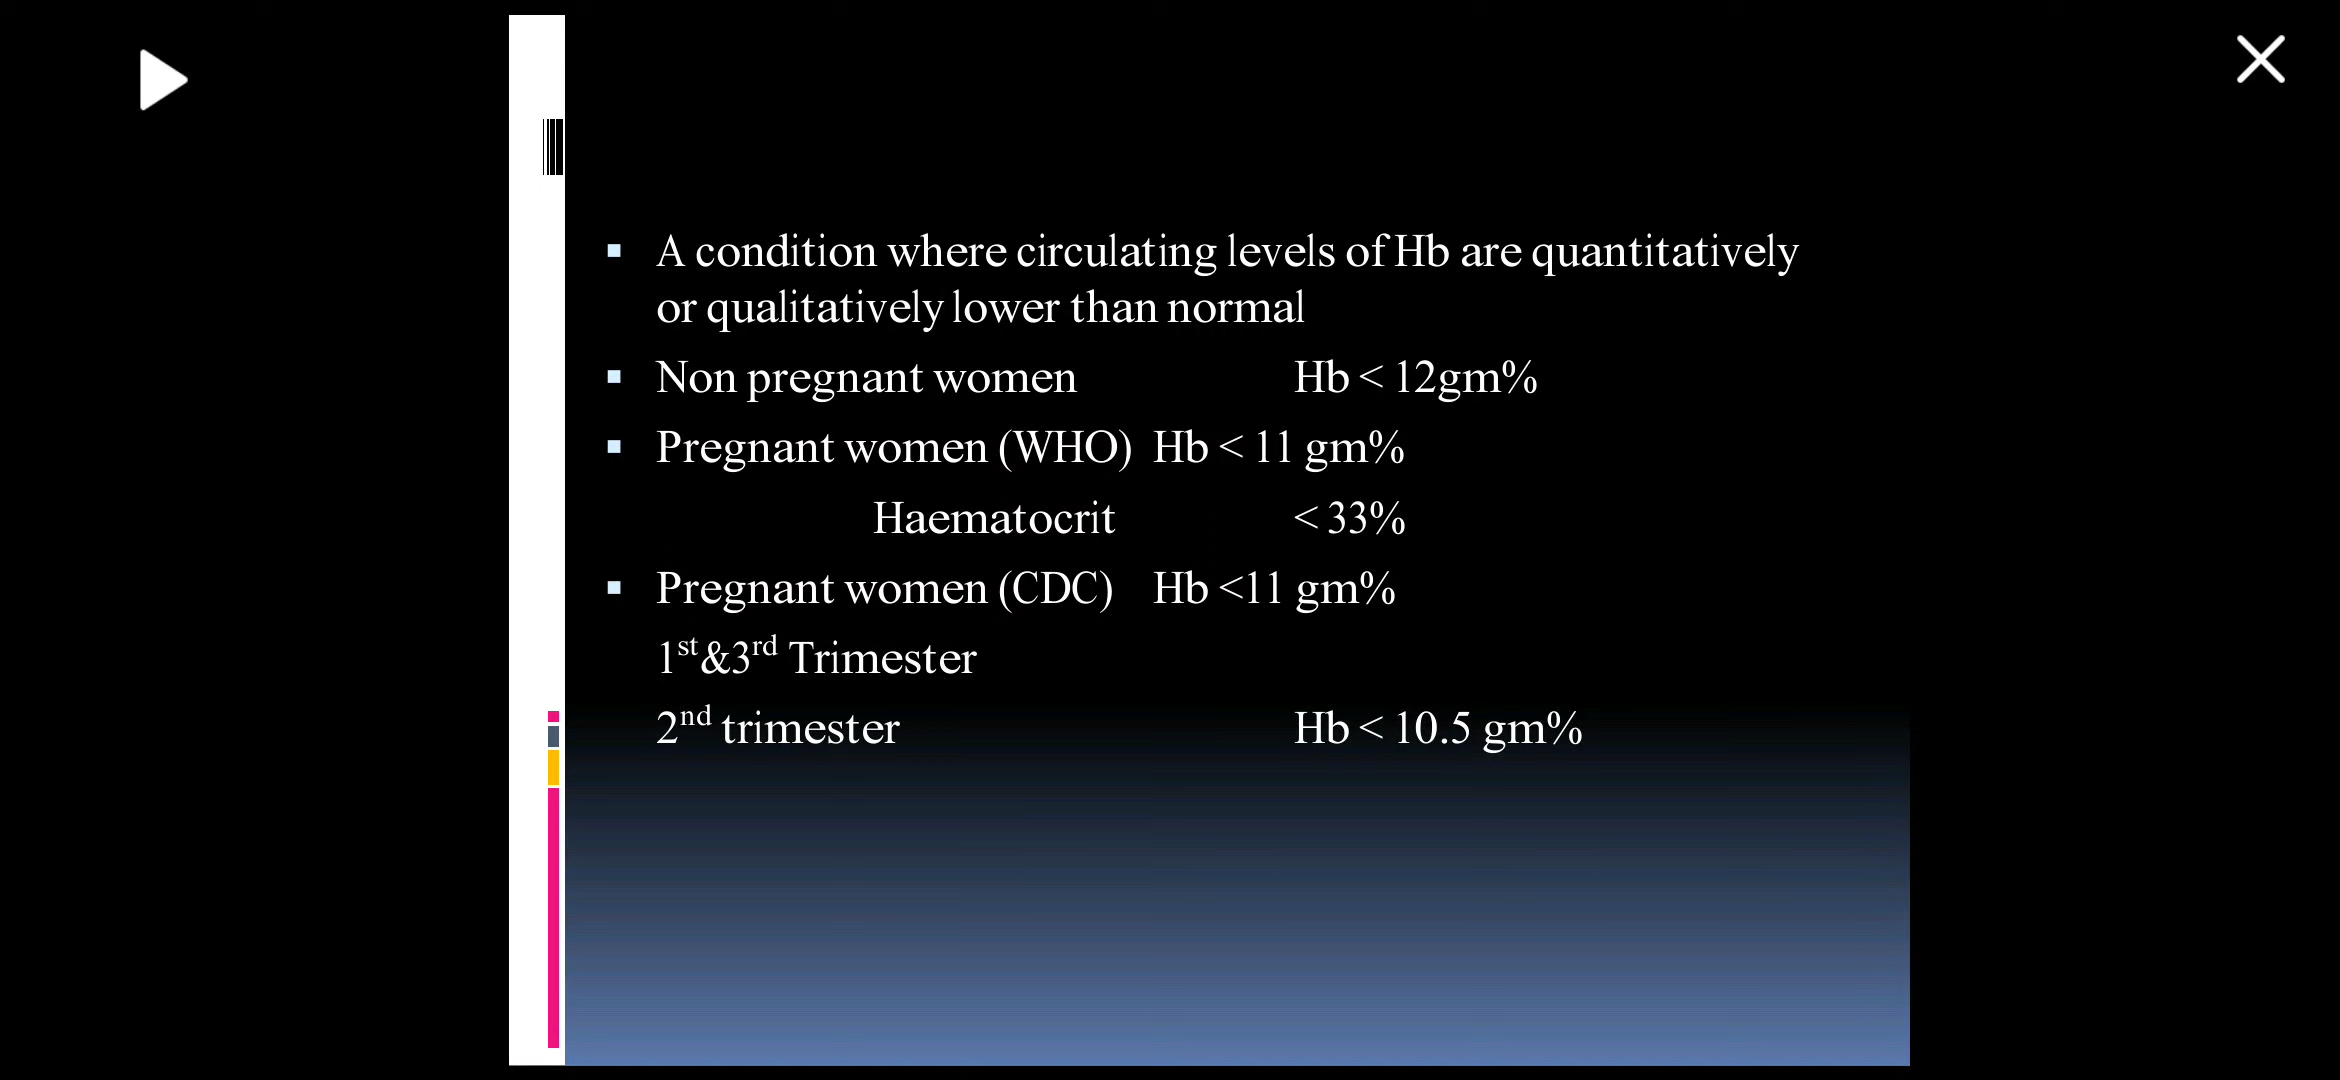 ▪ A condition where circulating levels of Hb are quantitatively
or qualitatively lower than normal
▪ Non pregnant women Hb < 12gm%
▪ Pregnant women (WHO) Hb < 11 gm%
Haematocrit < 33%
▪ Pregnant women (CDC) Hb <11 gm%
1st&3rd Trimester
2nd trimester Hb < 10.5 gm%